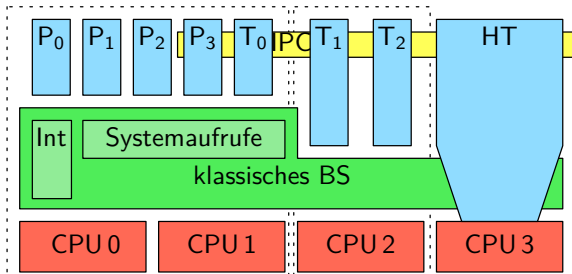 P₀ P₁ P₂ P₃ T₀ IPC T₁ T₂ HT
Int Systemaufrufe
klassisches BS
CPU 0 CPU 1 CPU 2 CPU 3